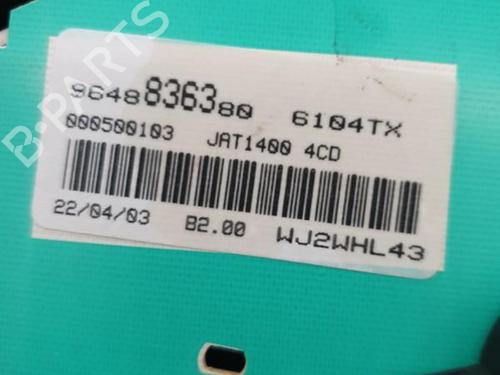 B-PARTS
9648836380 6104TX
000500103 JAT1400 4CD
22/04/03 B2.00 WJ2WHL43